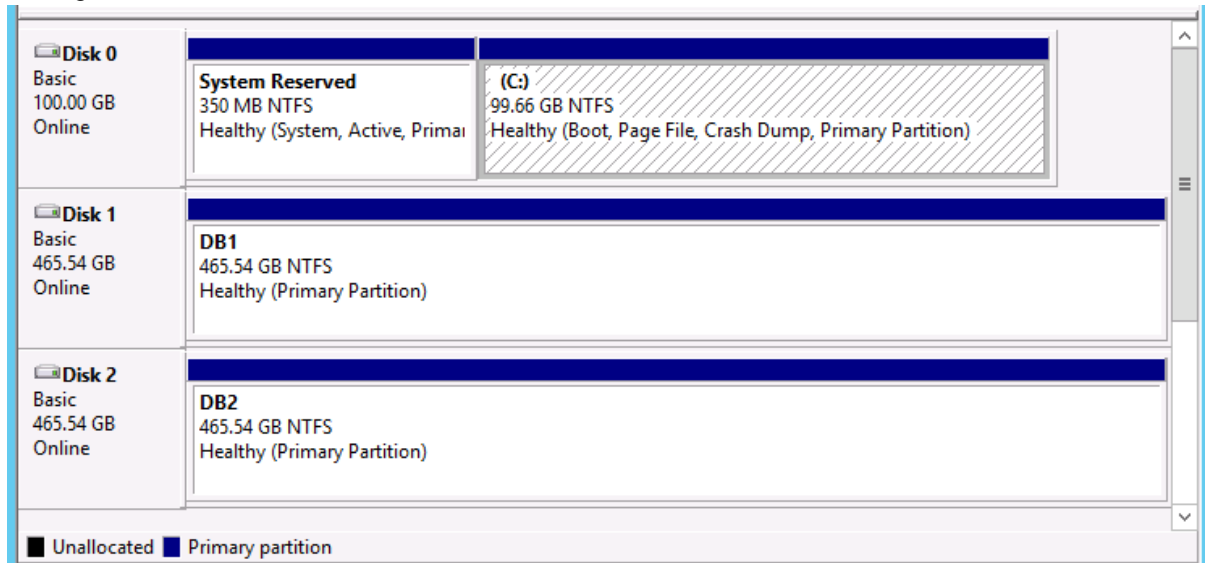 Disk 0
Basic
100.00 GB
Online
System Reserved
350 MB NTFS
Healthy (System, Active, Primar
(C:)
99.66 GB NTFS
Healthy (Boot, Page File, Crash Dump, Primary Partition)
Disk 1
Basic
465.54 GB
Online
DB1
465.54 GB NTFS
Healthy (Primary Partition)
Disk 2
Basic
465.54 GB
Online
DB2
465.54 GB NTFS
Healthy (Primary Partition)
Unallocated Primary partition